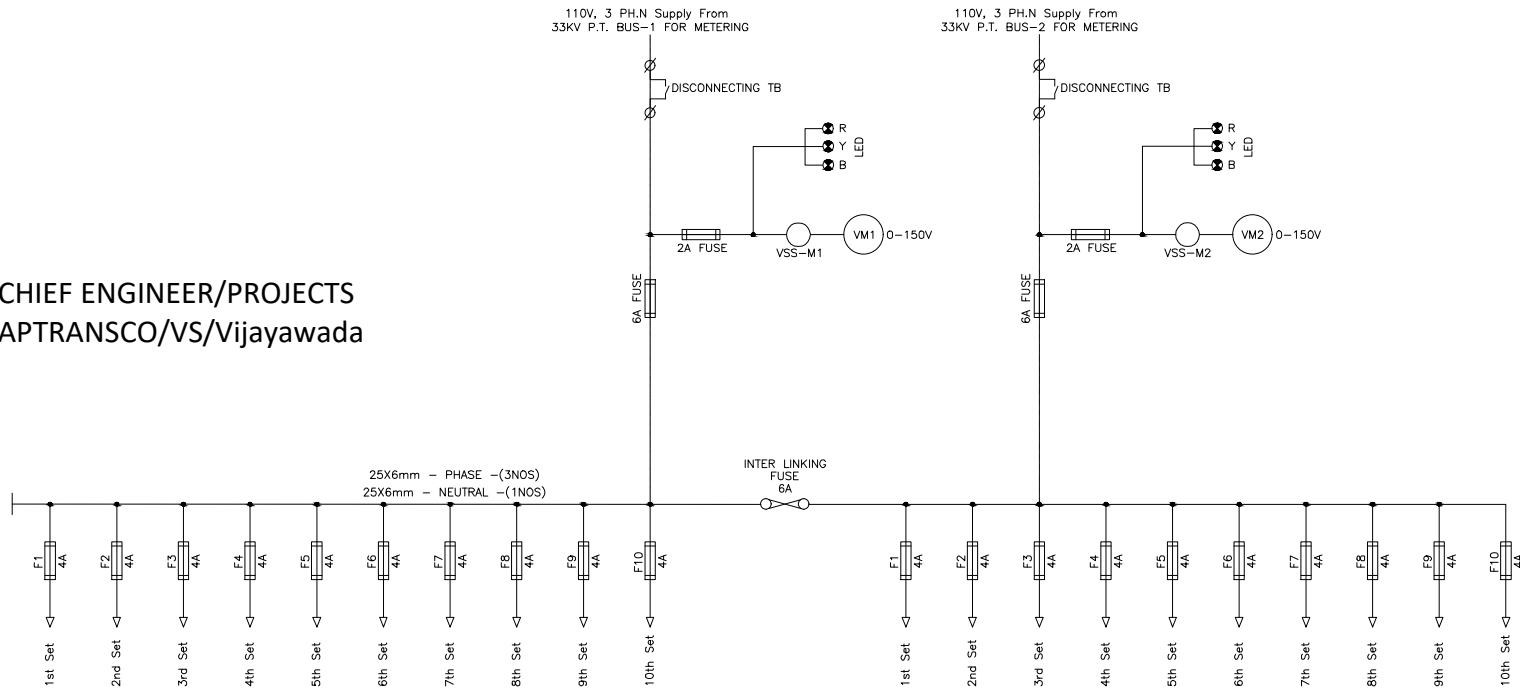 110V, 3 PH.N Supply From
33KV P.T. BUS-1 FOR METERING
110V, 3 PH.N Supply From
33KV P.T. BUS-2 FOR METERING
DISCONNECTING TB
DISCONNECTING TB
R
Y
B
LED
R
Y
B
LED
2A FUSE
VSS-M1
VM1
0-150V
2A FUSE
VSS-M2
VM2
0-150V
6A FUSE
6A FUSE
CHIEF ENGINEER/PROJECTS
APTRANSCO/VS/Vijayawada
25X6mm - PHASE -(3NOS)
25X6mm - NEUTRAL -(1NOS)
INTER LINKING
FUSE
6A
F1
4A
F2
4A
F3
4A
F4
4A
F5
4A
F6
4A
F7
4A
F8
4A
F9
4A
F10
4A
F1
4A
F2
4A
F3
4A
F4
4A
F5
4A
F6
4A
F7
4A
F8
4A
F9
4A
F10
4A
1st Set
2nd Set
3rd Set
4th Set
5th Set
6th Set
7th Set
8th Set
9th Set
10th Set
1st Set
2nd Set
3rd Set
4th Set
5th Set
6th Set
7th Set
8th Set
9th Set
10th Set